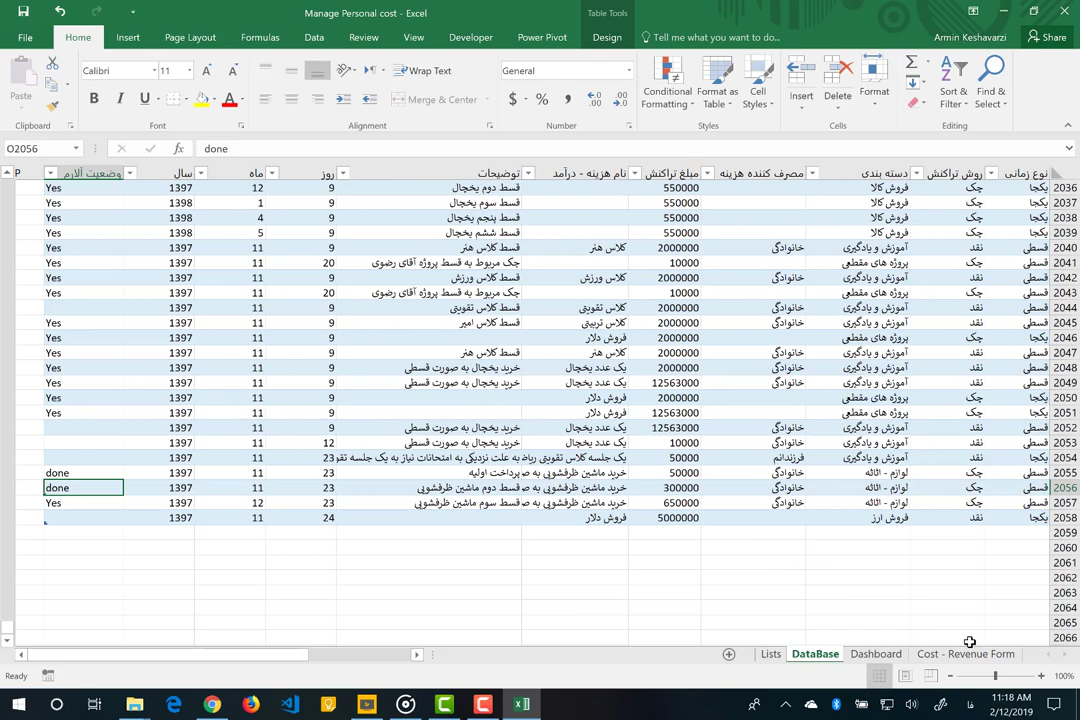 Manage Personal cost - Excel
Table Tools
Armin Keshavarzi
File Home Insert Page Layout Formulas Data Review View Developer Power Pivot Design Tell me what you want to do... Share
Paste
Calibri 11
B I U
Wrap Text
Merge & Center
General
$ % ,
Conditional Formatting Format as Table Cell Styles
Insert Delete Format
Sort & Filter Find & Select
Clipboard Font Alignment Number Styles Cells Editing
O2056 fx done
نوع زمانی روش تراکنش دسته بندی مصرف کننده هزینه مبلغ تراکنش نام هزینه - درآمد توضیحات روز ماه سال وضعیت آلارم P
2036 یکجا چک فروش کالا 550000 قسط دوم یخچال 9 12 1397 Yes
2037 یکجا چک فروش کالا 550000 قسط سوم یخچال 9 1 1398 Yes
2038 یکجا چک فروش کالا 550000 قسط پنجم یخچال 9 4 1398 Yes
2039 یکجا چک فروش کالا 550000 قسط ششم یخچال 9 5 1398 Yes
2040 قسطی نقد آموزش و یادگیری خانوادگی 2000000 کلاس هنر قسط کلاس هنر 9 11 1397 Yes
2041 قسطی چک پروژه های مقطعی 10000 چک مربوط به قسط پروژه آقای رضوی 20 11 1397 Yes
2042 قسطی نقد آموزش و یادگیری خانوادگی 2000000 کلاس ورزش قسط کلاس ورزش 9 11 1397 Yes
2043 قسطی چک پروژه های مقطعی 10000 چک مربوط به قسط پروژه آقای رضوی 20 11 1397 Yes
2044 قسطی نقد آموزش و یادگیری خانوادگی 2000000 کلاس تقویتی قسط کلاس تقویتی 9 11 1397
2045 قسطی چک آموزش و یادگیری خانوادگی 2000000 کلاس تربیتی قسط کلاس امیر 9 11 1397 Yes
2046 یکجا چک پروژه های مقطعی 2000000 فروش دلار 9 11 1397 Yes
2047 قسطی نقد آموزش و یادگیری خانوادگی 2000000 کلاس هنر قسط کلاس هنر 9 11 1397 Yes
2048 قسطی چک آموزش و یادگیری خانوادگی 2000000 یک عدد یخچال خرید یخچال به صورت قسطی 9 11 1397 Yes
2049 قسطی چک آموزش و یادگیری خانوادگی 12563000 یک عدد یخچال خرید یخچال به صورت قسطی 9 11 1397 Yes
2050 قسطی چک پروژه های مقطعی 2000000 فروش دلار 9 11 1397 Yes
2051 قسطی چک پروژه های مقطعی 12563000 فروش دلار 9 11 1397 Yes
2052 قسطی نقد آموزش و یادگیری خانوادگی 12563000 یک عدد یخچال خرید یخچال به صورت قسطی 9 11 1397
2053 قسطی نقد آموزش و یادگیری خانوادگی 10000 یک عدد یخچال خرید یخچال به صورت قسطی 12 11 1397
2054 یکجا نقد آموزش و یادگیری فرزندانم 50000 یک جلسه کلاس تقویتی به علت نزدیکی به امتحانات نیاز به یک جلسه 23 11 1397
2055 قسطی چک لوازم - اثاثه خانوادگی 50000 خرید ماشین ظرفشویی به پرداخت اولیه 23 11 1397 done
2056 قسطی چک لوازم - اثاثه خانوادگی 300000 خرید ماشین ظرفشویی به قسط دوم ماشین ظرفشویی 23 11 1397 done
2057 قسطی چک لوازم - اثاثه خانوادگی 650000 خرید ماشین ظرفشویی به قسط سوم ماشین ظرفشویی 23 12 1397 Yes
2058 یکجا نقد فروش ارز 5000000 فروش دلار 24 11 1397
2059
2060
2061
2062
2063
2064
2065
2066
Lists DataBase Dashboard Cost - Revenue Form
Ready 100%
11:18 AM
2/12/2019
فا